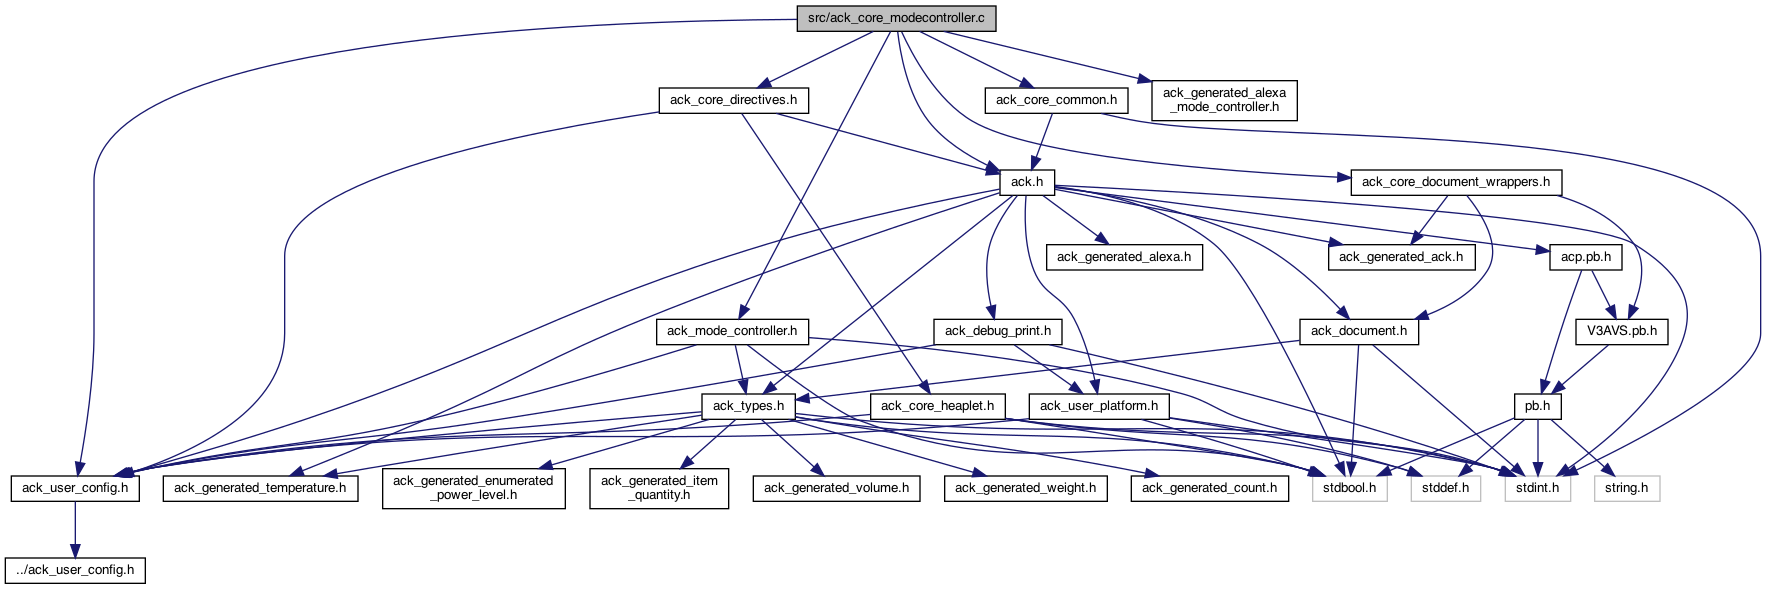 src/ack_core_modecontroller.c
ack_generated_alexa
_mode_controller.h
ack_core_directives.h
ack_core_common.h
ack.h
ack_core_document_wrappers.h
ack_generated_alexa.h
ack_generated_ack.h
acp.pb.h
ack_mode_controller.h
ack_debug_print.h
ack_document.h
V3AVS.pb.h
ack_types.h
ack_core_heaplet.h
ack_user_platform.h
pb.h
ack_user_config.h
ack_generated_temperature.h
ack_generated_enumerated
_power_level.h
ack_generated_item
_quantity.h
ack_generated_volume.h
ack_generated_weight.h
ack_generated_count.h
stdbool.h
stddef.h
stdint.h
string.h
../ack_user_config.h